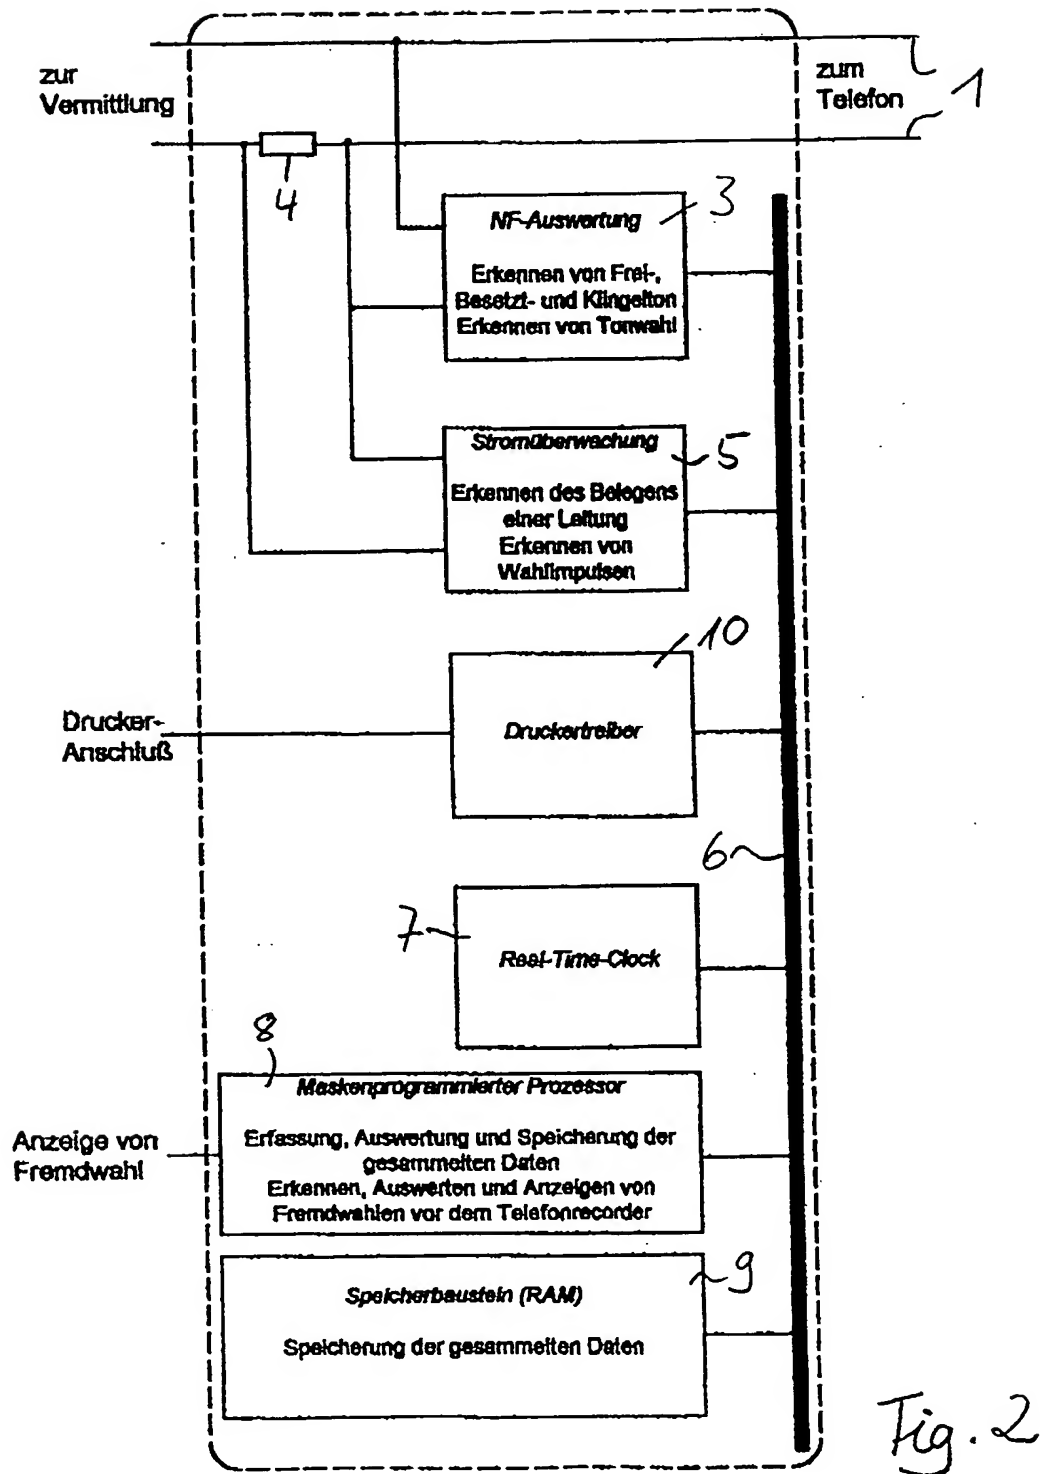 zur
Vermittlung
zum
Telefon
1
4
3
NF-Auswertung
Erkennen von Frei-,
Besetzt- und Klingelton
Erkennen von Tonwahl
5
Stromüberwachung
Erkennen des Belegens
einer Leitung
Erkennen von
Wahlimpulsen
10
Drucker-
Anschluß
Druckertreiber
6
7
Real-Time-Clock
8
Maskenprogrammierter Prozessor
Anzeige von
Fremdwahl
Erfassung, Auswertung und Speicherung der
gesammelten Daten
Erkennen, Auswerten und Anzeigen von
Fremdwahlen vor dem Telefonrecorder
9
Speicherbaustein (RAM)
Speicherung der gesammelten Daten
Fig. 2